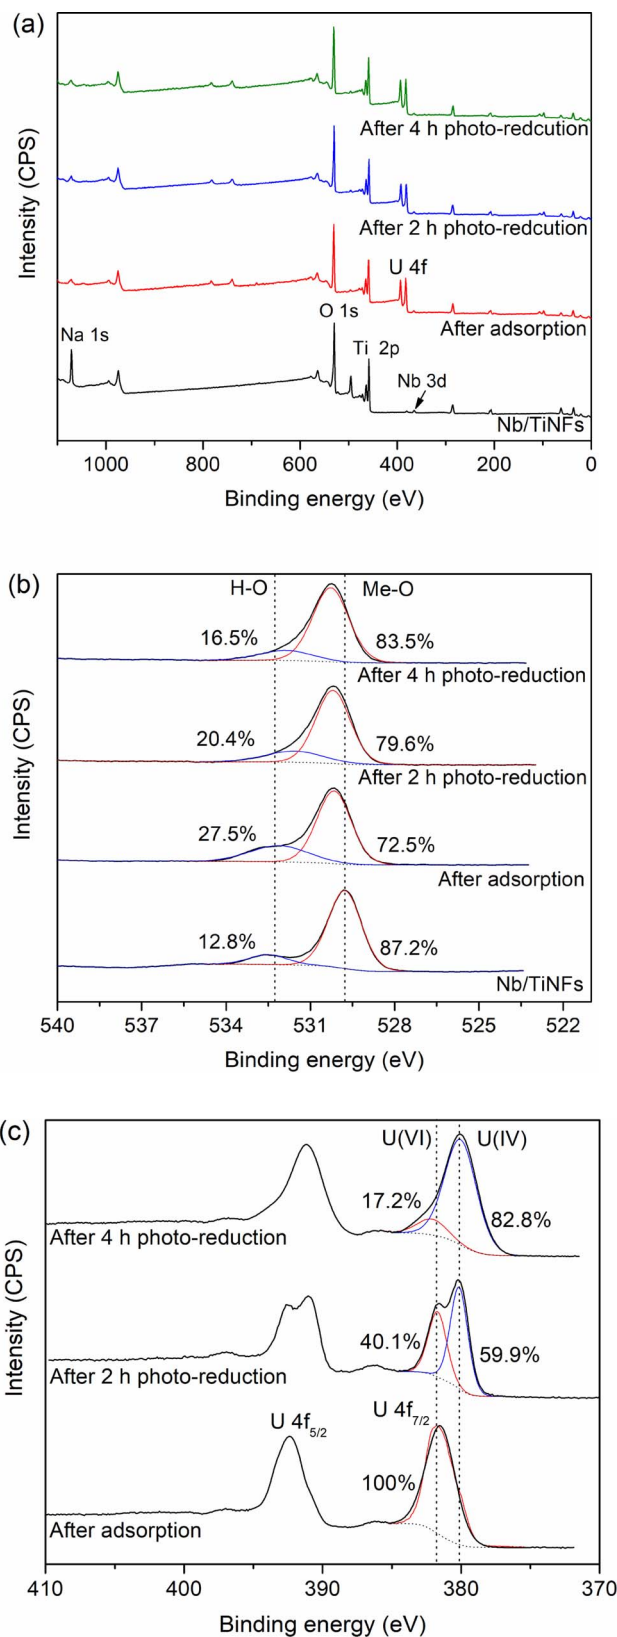 (a)
After 4 h photo-redcution
After 2 h photo-redcution
U 4f
O 1s
After adsorption
Na 1s
Ti 2p
Nb 3d
Nb/TiNFs
Intensity (CPS)
1000 800 600 400 200 0
Binding energy (eV)
(b)
H-O Me-O
16.5% 83.5%
After 4 h photo-reduction
20.4% 79.6%
After 2 h photo-reduction
27.5% 72.5%
After adsorption
12.8% 87.2%
Nb/TiNFs
Intensity (CPS)
540 537 534 531 528 525 522
Binding energy (eV)
(c)
U(VI) U(IV)
17.2% 82.8%
After 4 h photo-reduction
40.1% 59.9%
After 2 h photo-reduction
U 4f5/2 U 4f7/2
100%
After adsorption
Intensity (CPS)
410 400 390 380 370
Binding energy (eV)